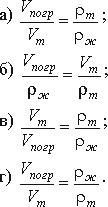 а) V_погр / V_т = ρ_т / ρ_ж ;
б) V_погр / ρ_ж = V_т / ρ_т ;
в) V_т / V_погр = ρ_т / ρ_ж ;
г) V_погр / V_т = ρ_т / ρ_ж .